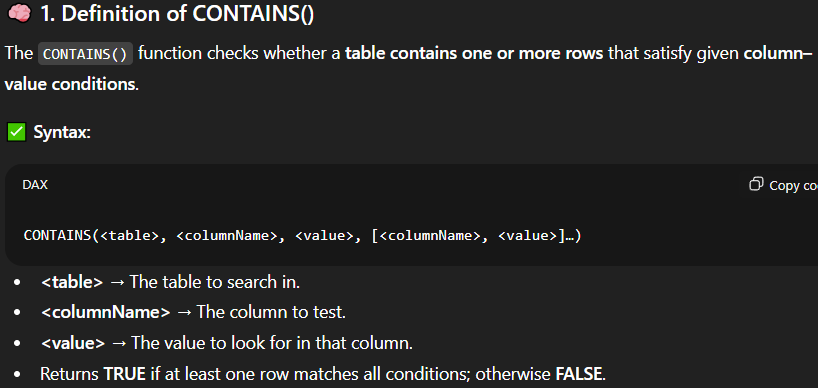 🧠 1. Definition of CONTAINS()
The CONTAINS() function checks whether a table contains one or more rows that satisfy given column–
value conditions.
✅ Syntax:
DAX
Copy co
CONTAINS(<table>, <columnName>, <value>, [<columnName>, <value>]…)
• <table> → The table to search in.
• <columnName> → The column to test.
• <value> → The value to look for in that column.
• Returns TRUE if at least one row matches all conditions; otherwise FALSE.